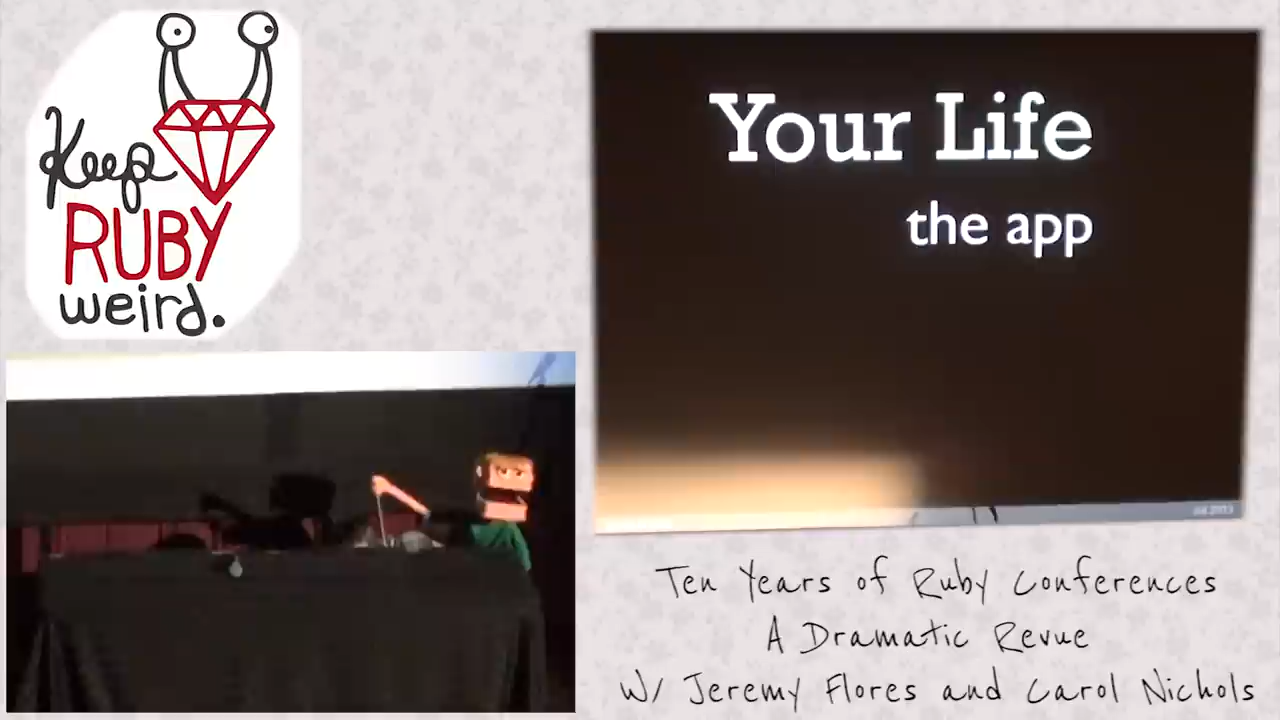 Keep
RUBY
weird.
Your Life
the app
Ten Years of Ruby Conferences
A Dramatic Revue
W/ Jeremy Flores and Carol Nichols